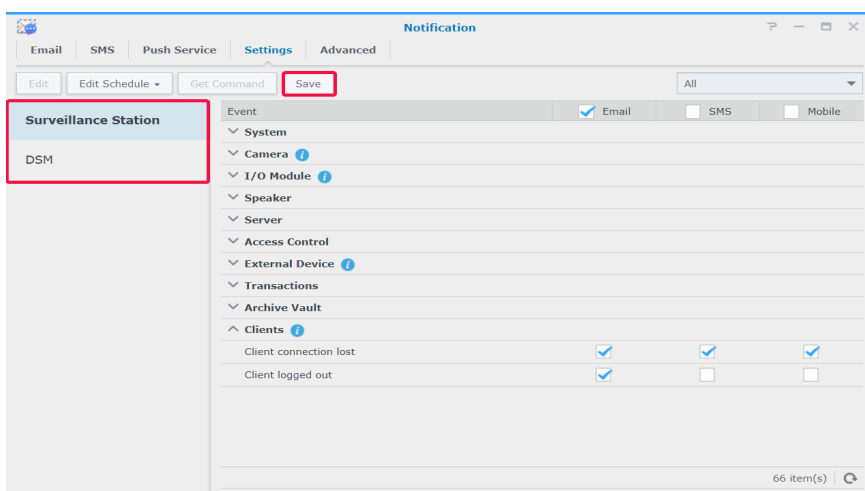 Notification
Email SMS Push Service Settings Advanced
Edit Edit Schedule Get Command Save All
Surveillance Station
DSM
Event Email SMS Mobile
System
Camera
I/O Module
Speaker
Server
Access Control
External Device
Transactions
Archive Vault
Clients
Client connection lost
Client logged out
66 item(s)